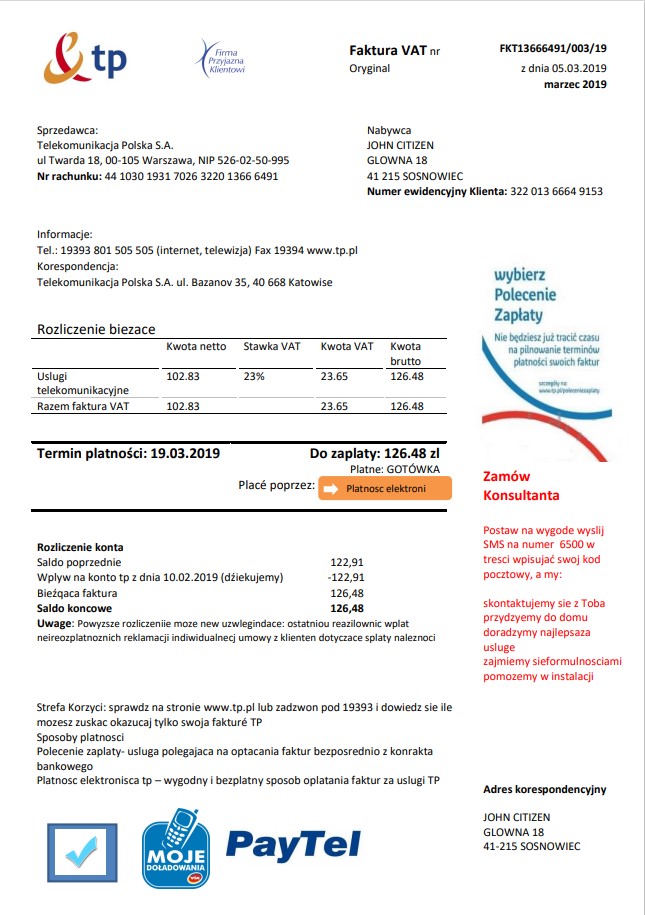 tp
Firma
Przyjazna
Klientowi
Faktura VAT nr
FKT13666491/003/19
Oryginal
z dnia 05.03.2019
marzec 2019
Sprzedawca:
Telekomunikacja Polska S.A.
ul Twarda 18, 00-105 Warszawa, NIP 526-02-50-995
Nr rachunku: 44 1030 1931 7026 3220 1366 6491
Nabywca
JOHN CITIZEN
GLOWNA 18
41 215 SOSNOWIEC
Numer ewidencyjny Klienta: 322 013 6664 9153
Informacje:
Tel.: 19393 801 505 505 (internet, telewizja) Fax 19394 www.tp.pl
Korespondencja:
Telekomunikacja Polska S.A. ul. Bazanov 35, 40 668 Katowise
wybierz
Polecenie
Zapłaty
Nie będziesz już tracić czasu
na pilnowanie terminów
płatności swoich faktur
szczegóły na:
www.tp.pl/poleceniezaplaty
Rozliczenie biezace
Kwota netto Stawka VAT Kwota VAT Kwota
brutto
Uslugi 102.83 23% 23.65 126.48
telekomunikacyjne
Razem faktura VAT 102.83 23.65 126.48
Termin platności: 19.03.2019 Do zaplaty: 126.48 zl
Platne: GOTÓWKA
Placé poprzez: Platnosc elektroni
Zamów
Konsultanta
Postaw na wygode wyslij
SMS na numer 6500 w
tresci wpisujać swoj kod
pocztowy, a my:
skontaktujemy sie z Toba
przydzyemy do domu
doradzymy najlepsaza
usluge
zajmiemy sieformulnosciami
pomozemy w instalacji
Rozliczenie konta
Saldo poprzednie 122,91
Wplyw na konto tp z dnia 10.02.2019 (dźiekujemy) -122,91
Bieźqaca faktura 126,48
Saldo koncowe 126,48
Uwage: Powyzsze rozliczeniie moze new uzwlegindace: ostatniou reazilownic wplat
neireozplatnoznich reklamacji individualnecj umowy z klienten dotyczace splaty naleznoci
Strefa Korzyci: sprawdz na stronie www.tp.pl lub zadzwon pod 19393 i dowiedz sie ile
mozesz zuskac okazucaj tylko swoja fakturé TP
Sposoby platnosci
Polecenie zaplaty- usluga polegajaca na optacania faktur bezposrednio z konrakta
bankowego
Platnosc elektronisca tp – wygodny i bezplatny sposob oplatania faktur za uslugi TP
Adres korespondencyjny
JOHN CITIZEN
GLOWNA 18
41-215 SOSNOWIEC
MOJE
DOŁADOWANIA
PayTel